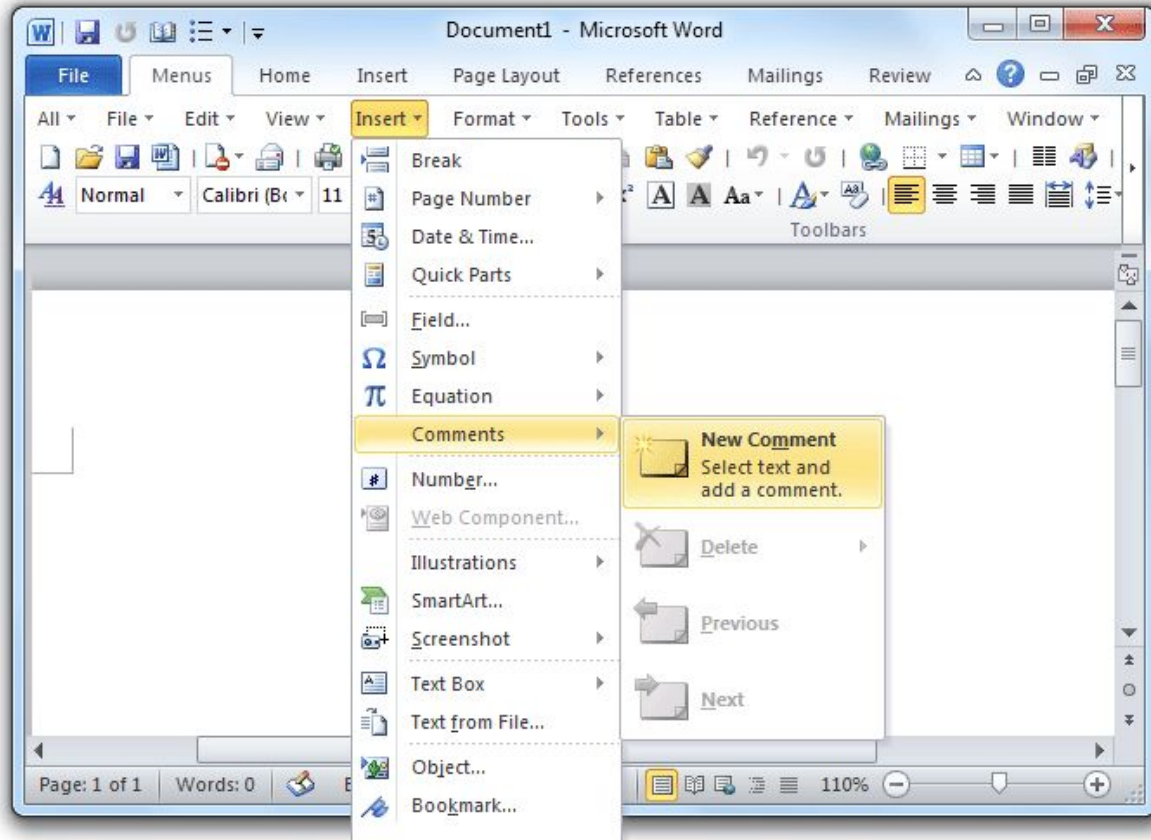 Document1 - Microsoft Word
File Menus Home Insert Page Layout References Mailings Review
All File Edit View Insert Format Tools Table Reference Mailings Window
Normal Calibri (Bo 11 Aa
Toolbars
Break
Page Number
Date & Time...
Quick Parts
Field...
Symbol
Equation
Comments
New Comment
Select text and
add a comment.
Number...
Web Component...
Delete
Illustrations
SmartArt...
Previous
Screenshot
Text Box
Next
Text from File...
Object...
Bookmark...
Page: 1 of 1 Words: 0 110%